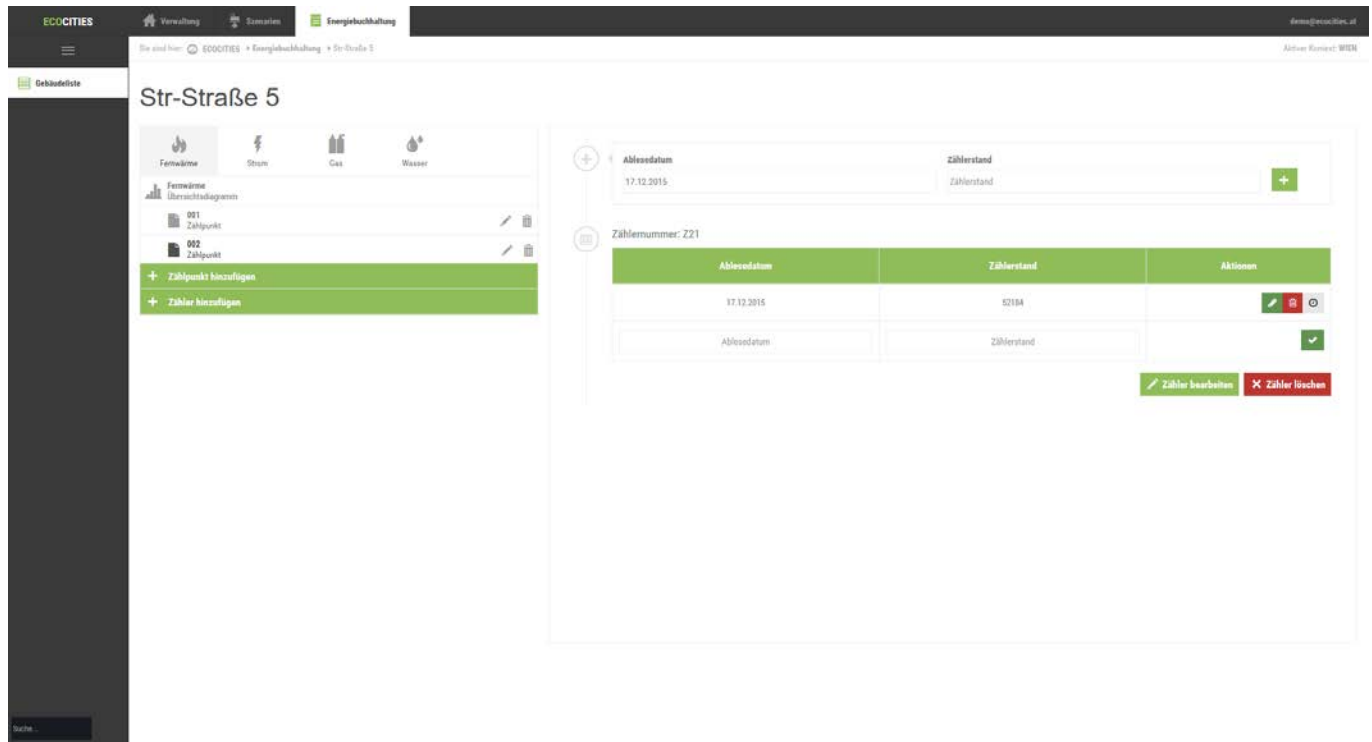 ECOCITIES
Verwaltung
Szenarien
Energiebuchhaltung
demo@ecocities.at
Sie sind hier: ECOCITIES Energiebuchhaltung Str-Straße 5
Aktiver Kontext: WIEN
Gebäudeliste
Str-Straße 5
Fernwärme
Strom
Gas
Wasser
Fernwärme
Übersichtsdiagramm
001
Zählpunkt
002
Zählpunkt
+ Zählpunkt hinzufügen
+ Zähler hinzufügen
Ablesedatum Zählerstand
17.12.2015 Zählerstand
Zählernummer: Z21
Ablesedatum Zählerstand Aktionen
17.12.2015 52184
Ablesedatum Zählerstand
Zähler bearbeiten
Zähler löschen
Suche...